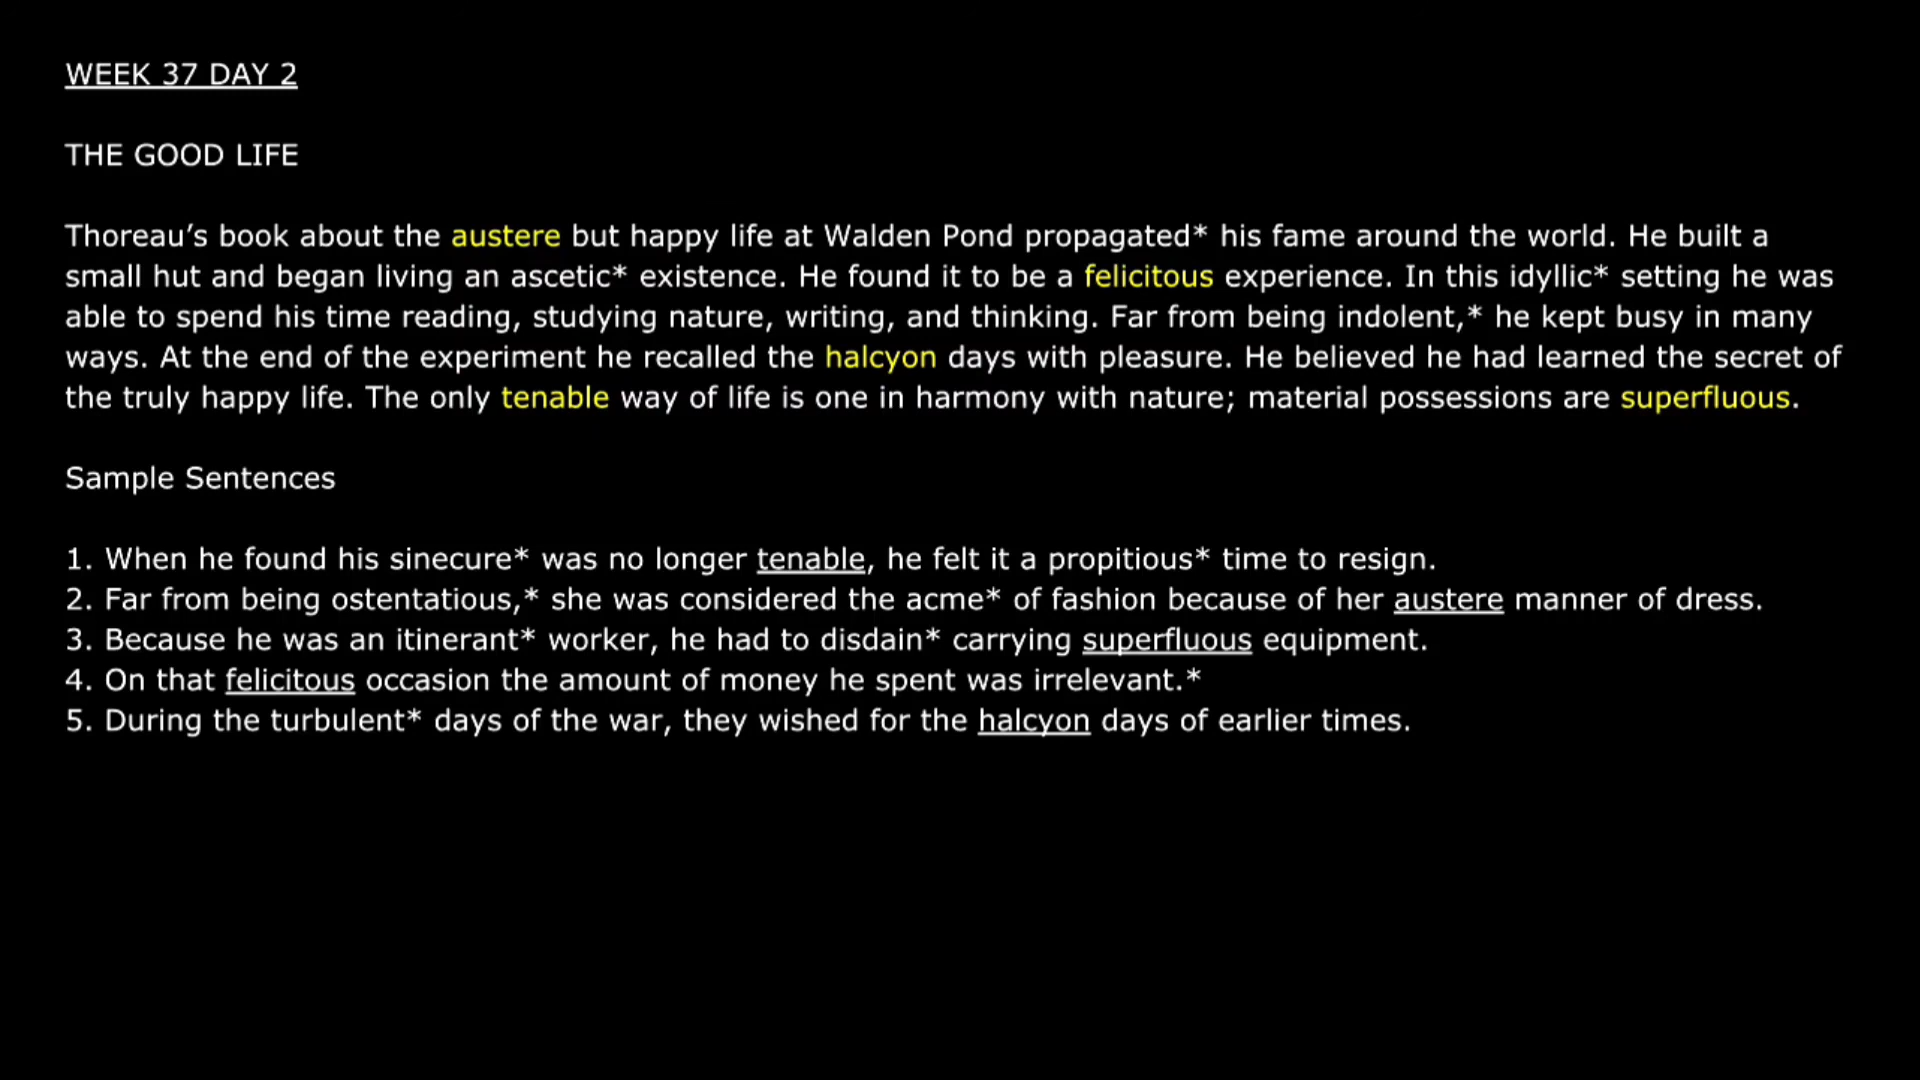 WEEK 37 DAY 2
THE GOOD LIFE
Thoreau’s book about the austere but happy life at Walden Pond propagated* his fame around the world. He built a
small hut and began living an ascetic* existence. He found it to be a felicitous experience. In this idyllic* setting he was
able to spend his time reading, studying nature, writing, and thinking. Far from being indolent,* he kept busy in many
ways. At the end of the experiment he recalled the halcyon days with pleasure. He believed he had learned the secret of
the truly happy life. The only tenable way of life is one in harmony with nature; material possessions are superfluous.
Sample Sentences
1. When he found his sinecure* was no longer tenable, he felt it a propitious* time to resign.
2. Far from being ostentatious,* she was considered the acme* of fashion because of her austere manner of dress.
3. Because he was an itinerant* worker, he had to disdain* carrying superfluous equipment.
4. On that felicitous occasion the amount of money he spent was irrelevant.*
5. During the turbulent* days of the war, they wished for the halcyon days of earlier times.